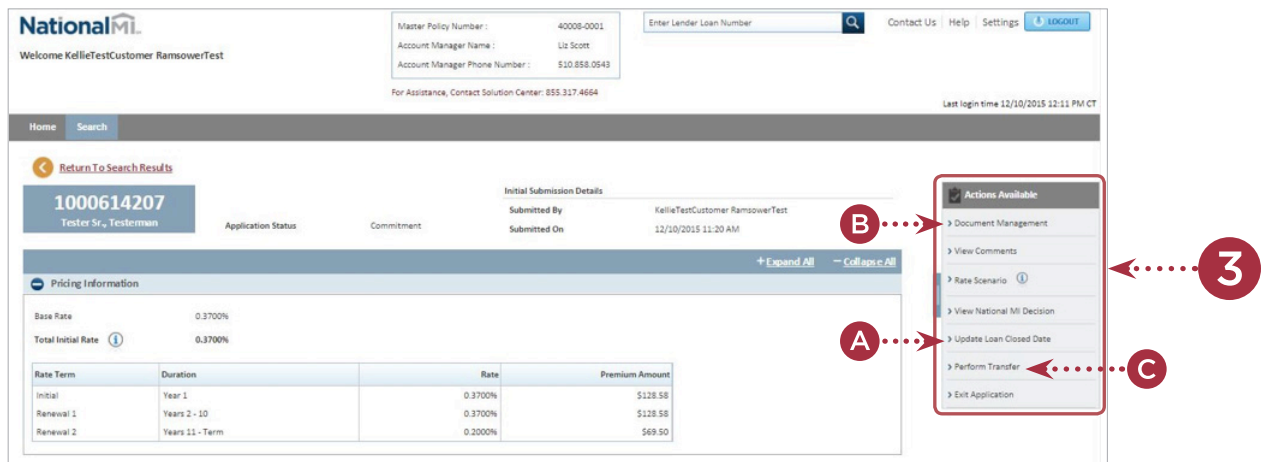 NationalMI.
Welcome KellieTestCustomer RamsowerTest
Master Policy Number : 40008-0001
Account Manager Name : Liz Scott
Account Manager Phone Number : 510.858.0543
For Assistance, Contact Solution Center: 855.317.4664
Enter Lender Loan Number
Contact Us Help Settings LOGOUT
Last login time 12/10/2015 12:11 PM CT
Home Search
Return To Search Results
1000614207
Tester Sr., Testerman
Application Status Commitment
Initial Submission Details
Submitted By KellieTestCustomer RamsowerTest
Submitted On 12/10/2015 11:20 AM
+ Expand All − Collapse All
Pricing Information
Base Rate 0.3700%
Total Initial Rate i 0.3700%
Rate Term Duration Rate Premium Amount
Initial Year 1 0.3700% $128.58
Renewal 1 Years 2 - 10 0.3700% $128.58
Renewal 2 Years 11 - Term 0.2000% $69.50
Actions Available
B › Document Management
› View Comments
› Rate Scenario i
3
› View National MI Decision
A › Update Loan Closed Date
› Perform Transfer C
› Exit Application